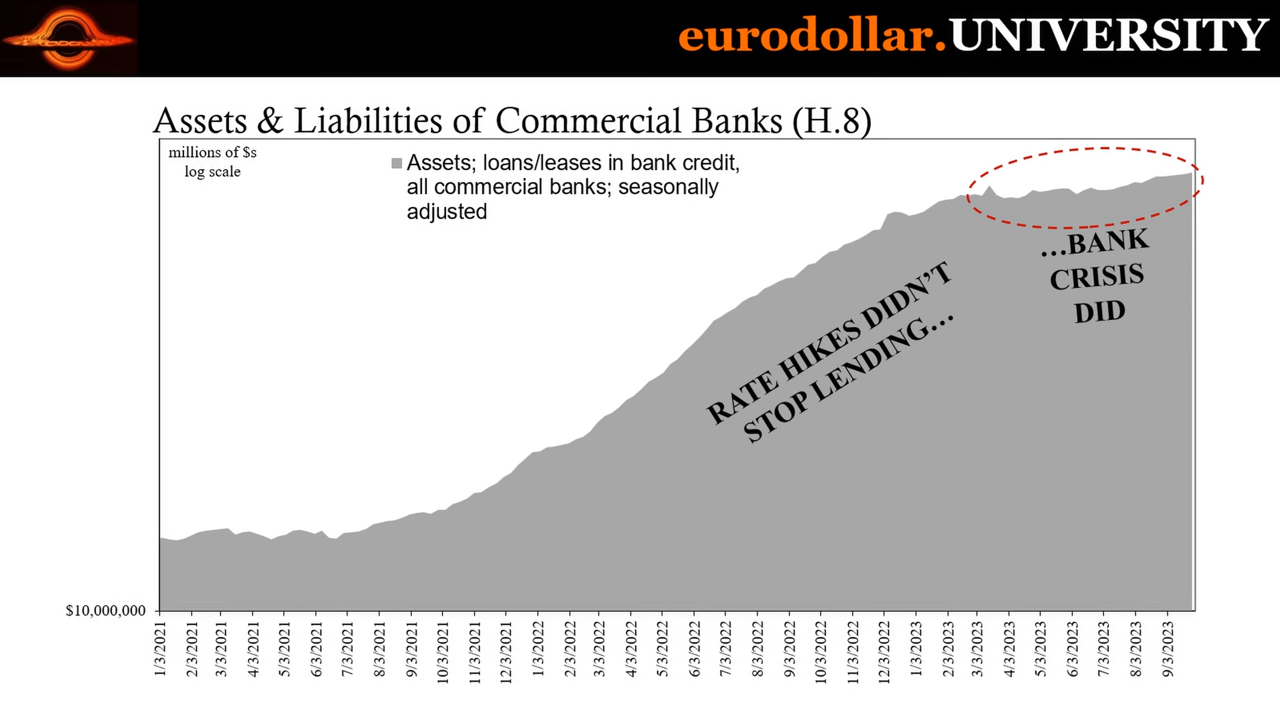 eurodollar.UNIVERSITY
Assets & Liabilities of Commercial Banks (H.8)
millions of $s
log scale
Assets; loans/leases in bank credit,
all commercial banks; seasonally
adjusted
RATE HIKES DIDN'T
STOP LENDING...
...BANK
CRISIS
DID
$10,000,000
1/3/2021
2/3/2021
3/3/2021
4/3/2021
5/3/2021
6/3/2021
7/3/2021
8/3/2021
9/3/2021
10/3/2021
11/3/2021
12/3/2021
1/3/2022
2/3/2022
3/3/2022
4/3/2022
5/3/2022
6/3/2022
7/3/2022
8/3/2022
9/3/2022
10/3/2022
11/3/2022
12/3/2022
1/3/2023
2/3/2023
3/3/2023
4/3/2023
5/3/2023
6/3/2023
7/3/2023
8/3/2023
9/3/2023